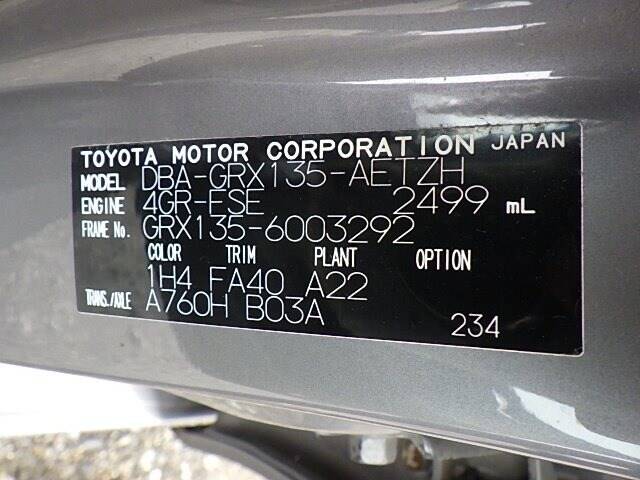 TOYOTA MOTOR CORPORATION JAPAN
MODEL DBA-GRX135-AETZH
ENGINE 4GR-FSE 2499 mL
FRAME No. GRX135-6003292
COLOR TRIM PLANT OPTION
1H4 FA40 A22
TRANS./AXLE A760H B03A
234